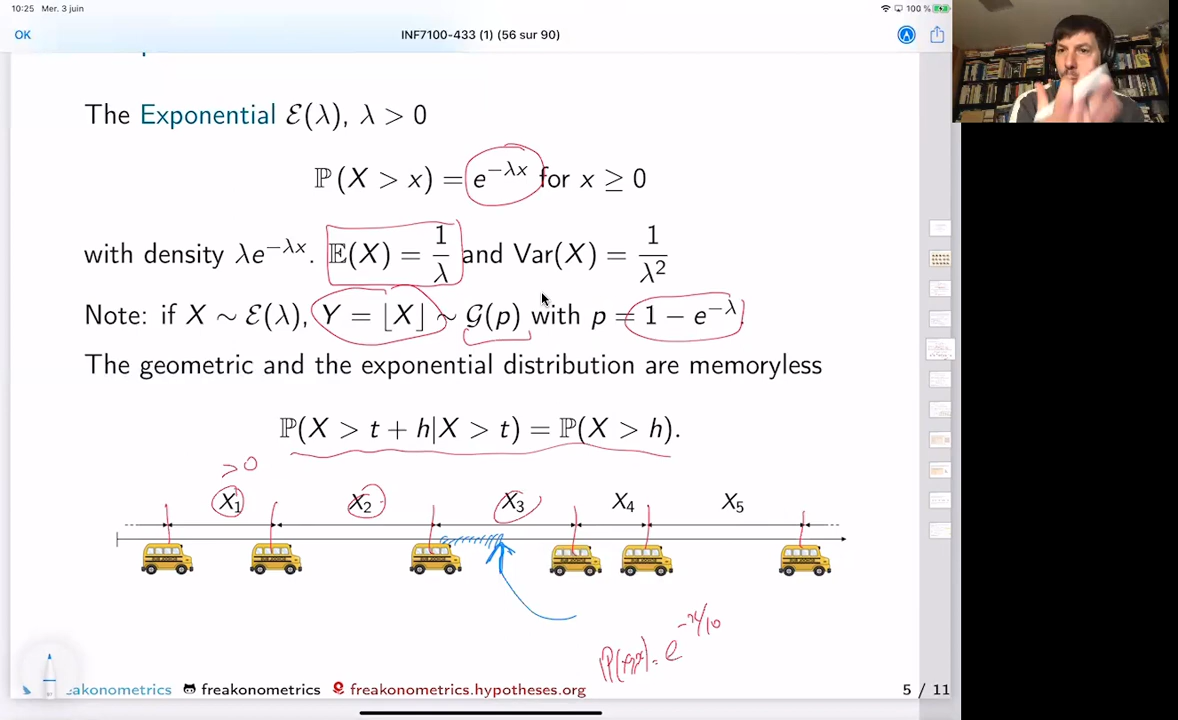 10:25 Mer. 3 juin 100 %
OK INF7100-433 (1) (56 sur 90)
The Exponential ℰ(λ), λ > 0
ℙ(X > x) = e^{−λx} for x ≥ 0
with density λe^{−λx}. 𝔼(X) = 1/λ and Var(X) = 1/λ²
Note: if X ∼ ℰ(λ), Y = ⌊X⌋ ∼ 𝒢(p) with p = 1 − e^{−λ}.
The geometric and the exponential distribution are memoryless
ℙ(X > t + h|X > t) = ℙ(X > h).
>0
X₁ X₂ X₃ X₄ X₅
ℙ(X>x) = e^{−x/10}
eakonometrics freakonometrics freakonometrics.hypotheses.org 5 / 11